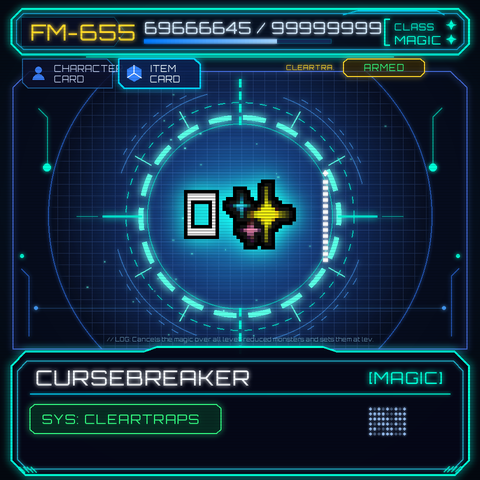 FM-655
69666645 / 99999999
CLASS
MAGIC
CHARACTER
CARD
ITEM
CARD
CLEARTRA
ARMED
// LOG: Cancels the magic over all level reduced monsters and sets them at lev
CURSEBREAKER
[MAGIC]
SYS: CLEARTRAPS